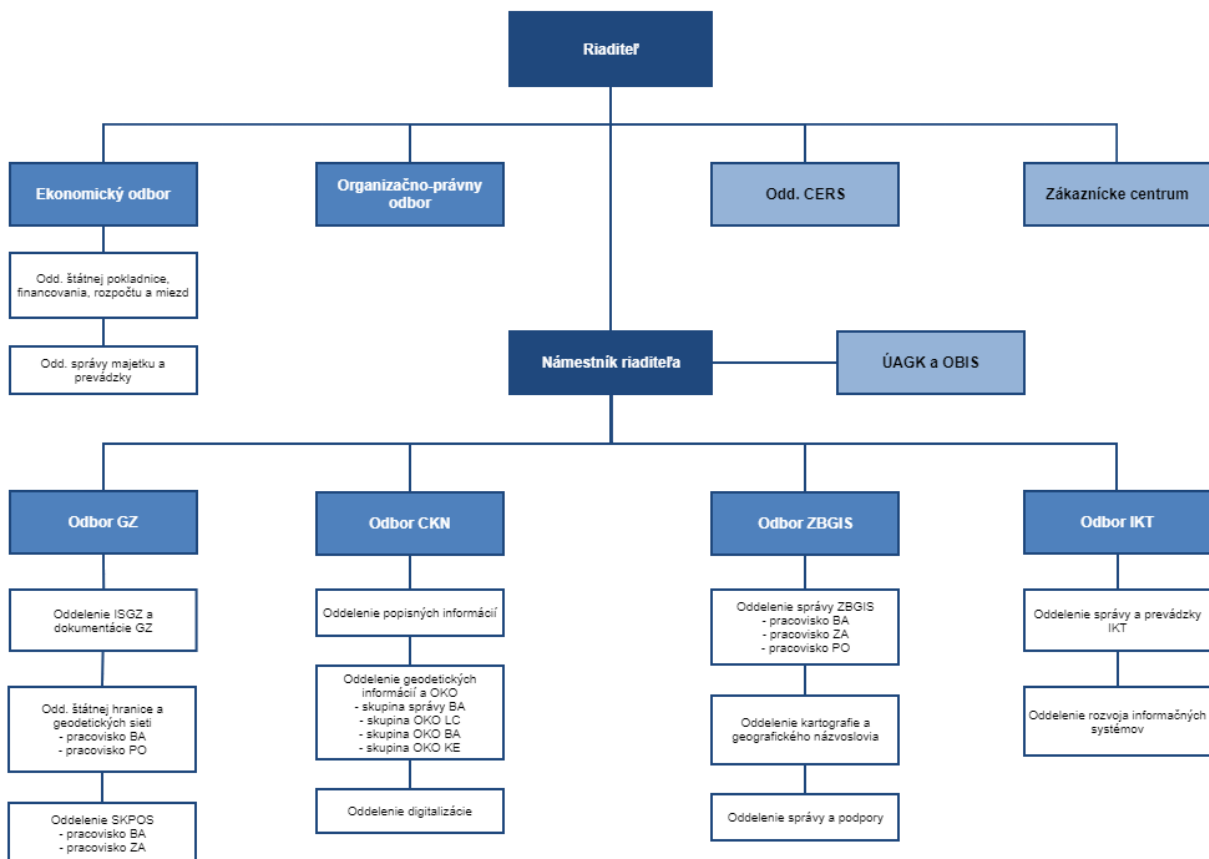 Riaditeľ
Ekonomický odbor
Organizačno-právny
odbor
Odd. CERS
Zákaznícke centrum
Odd. štátnej pokladnice,
financovania, rozpočtu a miezd
Odd. správy majetku a
prevádzky
Námestník riaditeľa
ÚAGK a OBIS
Odbor GZ
Odbor CKN
Odbor ZBGIS
Odbor IKT
Oddelenie ISGZ a
dokumentácie GZ
Oddelenie popisných informácií
Oddelenie správy ZBGIS
- pracovisko BA
- pracovisko ZA
- pracovisko PO
Oddelenie správy a prevádzky
IKT
Odd. štátnej hranice a
geodetických sieti
- pracovisko BA
- pracovisko PO
Oddelenie geodetických
informácií a OKO
- skupina správy BA
- skupina OKO LC
- skupina OKO BA
- skupina OKO KE
Oddelenie kartografie a
geografického názvoslovia
Oddelenie rozvoja informačných
systémov
Oddelenie SKPOS
- pracovisko BA
- pracovisko ZA
Oddelenie digitalizácie
Oddelenie správy a podpory